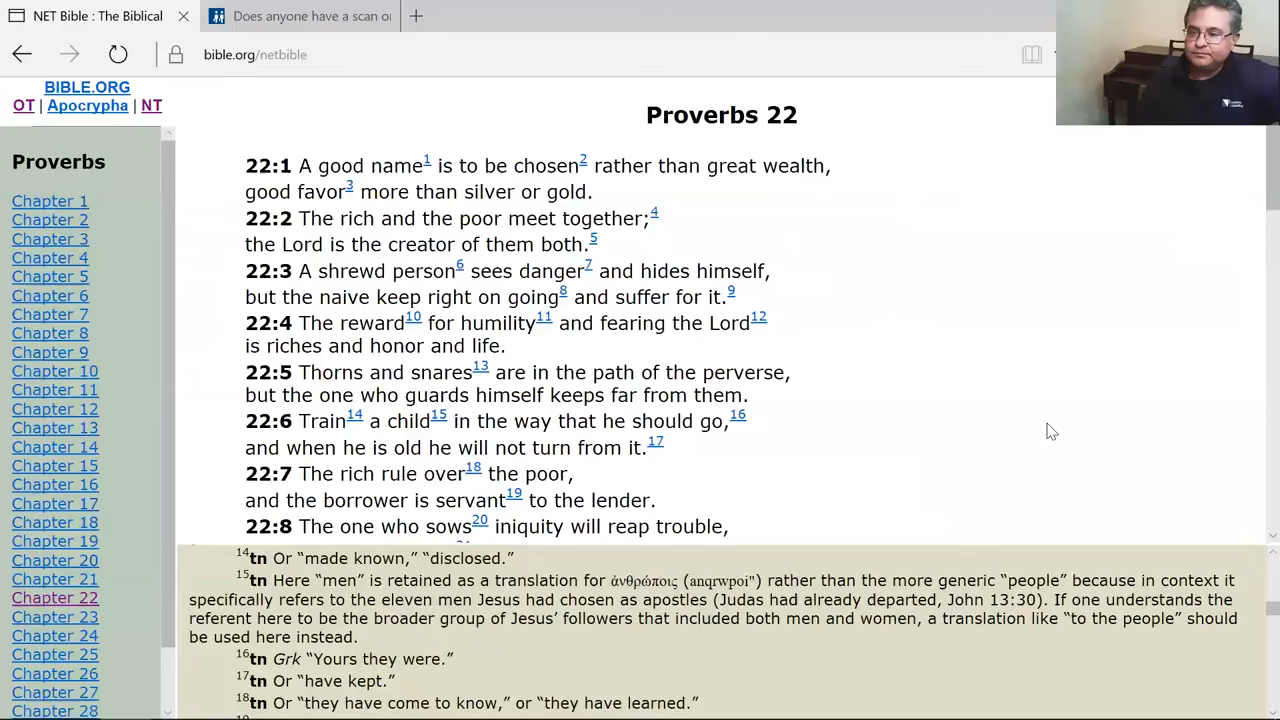 NET Bible : The Biblical
Does anyone have a scan or
bible.org/netbible
BIBLE.ORG
OT | Apocrypha | NT
Proverbs
Chapter 1
Chapter 2
Chapter 3
Chapter 4
Chapter 5
Chapter 6
Chapter 7
Chapter 8
Chapter 9
Chapter 10
Chapter 11
Chapter 12
Chapter 13
Chapter 14
Chapter 15
Chapter 16
Chapter 17
Chapter 18
Chapter 19
Chapter 20
Chapter 21
Chapter 22
Chapter 23
Chapter 24
Chapter 25
Chapter 26
Chapter 27
Chapter 28
Proverbs 22
22:1 A good name1 is to be chosen2 rather than great wealth,
good favor3 more than silver or gold.
22:2 The rich and the poor meet together;4
the Lord is the creator of them both.5
22:3 A shrewd person6 sees danger7 and hides himself,
but the naive keep right on going8 and suffer for it.9
22:4 The reward10 for humility11 and fearing the Lord12
is riches and honor and life.
22:5 Thorns and snares13 are in the path of the perverse,
but the one who guards himself keeps far from them.
22:6 Train14 a child15 in the way that he should go,16
and when he is old he will not turn from it.17
22:7 The rich rule over18 the poor,
and the borrower is servant19 to the lender.
22:8 The one who sows20 iniquity will reap trouble,
14tn Or “made known,” “disclosed.”
15tn Here “men” is retained as a translation for ἀνθρώποις (anqrwpoi") rather than the more generic “people” because in context it
specifically refers to the eleven men Jesus had chosen as apostles (Judas had already departed, John 13:30). If one understands the
referent here to be the broader group of Jesus’ followers that included both men and women, a translation like “to the people” should
be used here instead.
16tn Grk “Yours they were.”
17tn Or “have kept.”
18tn Or “they have come to know,” or “they have learned.”